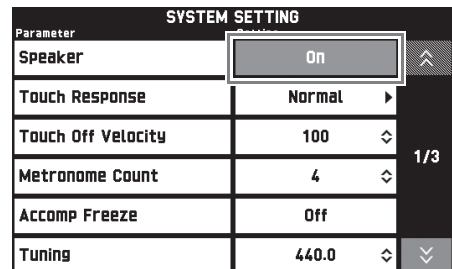 SYSTEM SETTING
Parameter
Speaker On
Touch Response Normal
Touch Off Velocity 100
1/3
Metronome Count 4
Accomp Freeze Off
Tuning 440.0